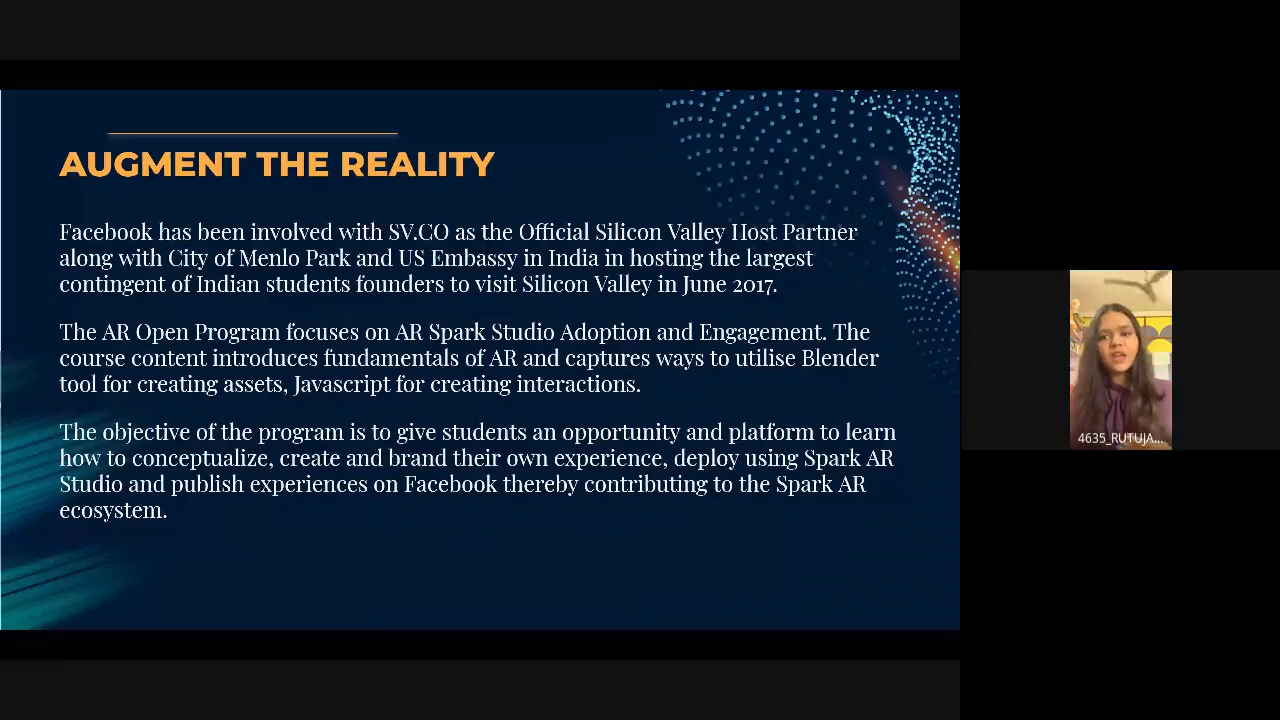 AUGMENT THE REALITY
Facebook has been involved with SV.CO as the Official Silicon Valley Host Partner
along with City of Menlo Park and US Embassy in India in hosting the largest
contingent of Indian students founders to visit Silicon Valley in June 2017.
The AR Open Program focuses on AR Spark Studio Adoption and Engagement. The
course content introduces fundamentals of AR and captures ways to utilise Blender
tool for creating assets, Javascript for creating interactions.
The objective of the program is to give students an opportunity and platform to learn
how to conceptualize, create and brand their own experience, deploy using Spark AR
Studio and publish experiences on Facebook thereby contributing to the Spark AR
ecosystem.
4635_RUTUJA...